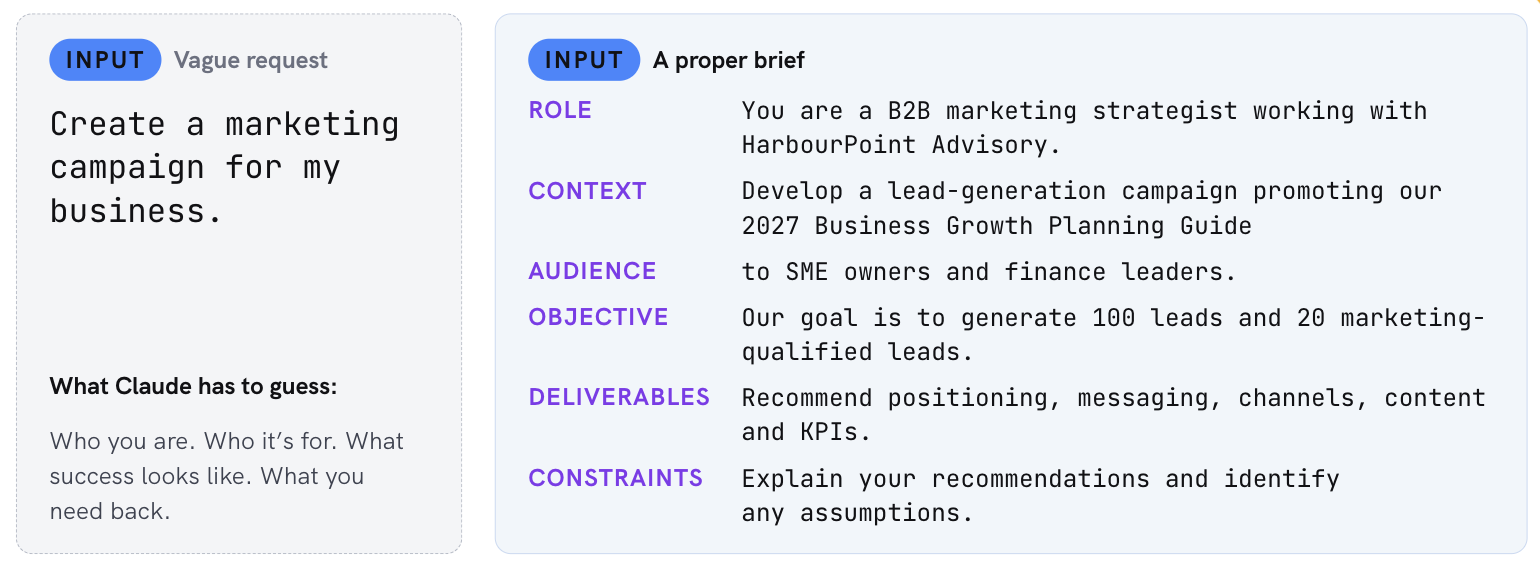 INPUT Vague request
Create a marketing
campaign for my
business.
What Claude has to guess:
Who you are. Who it’s for. What
success looks like. What you
need back.
INPUT A proper brief
ROLE You are a B2B marketing strategist working with
HarbourPoint Advisory.
CONTEXT Develop a lead-generation campaign promoting our
2027 Business Growth Planning Guide
AUDIENCE to SME owners and finance leaders.
OBJECTIVE Our goal is to generate 100 leads and 20 marketing-
qualified leads.
DELIVERABLES Recommend positioning, messaging, channels, content
and KPIs.
CONSTRAINTS Explain your recommendations and identify
any assumptions.